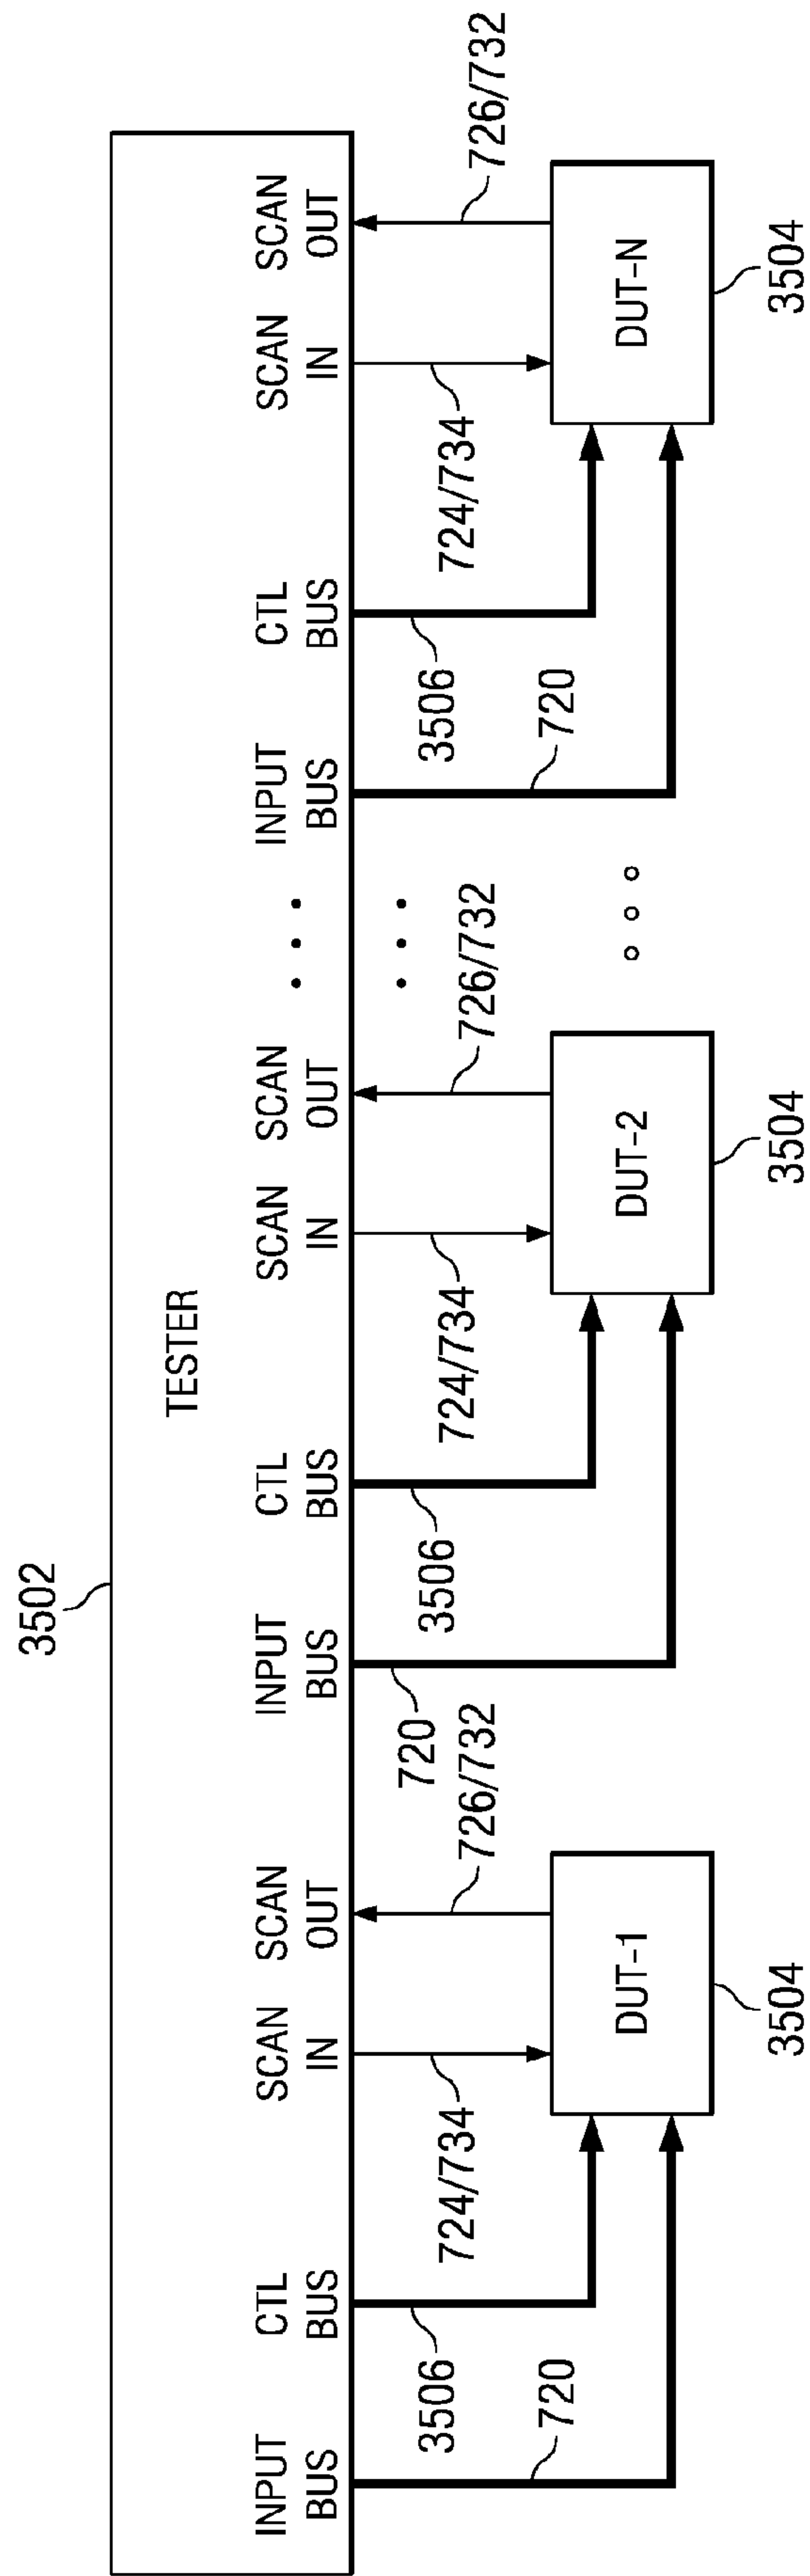 3502
TESTER
INPUT BUS
CTL BUS
SCAN IN
SCAN OUT
INPUT BUS
CTL BUS
SCAN IN
SCAN OUT
INPUT BUS
CTL BUS
SCAN IN
SCAN OUT
720
3506
724/734
726/732
720
3506
724/734
726/732
720
3506
724/734
726/732
DUT-1
DUT-2
DUT-N
3504
3504
3504